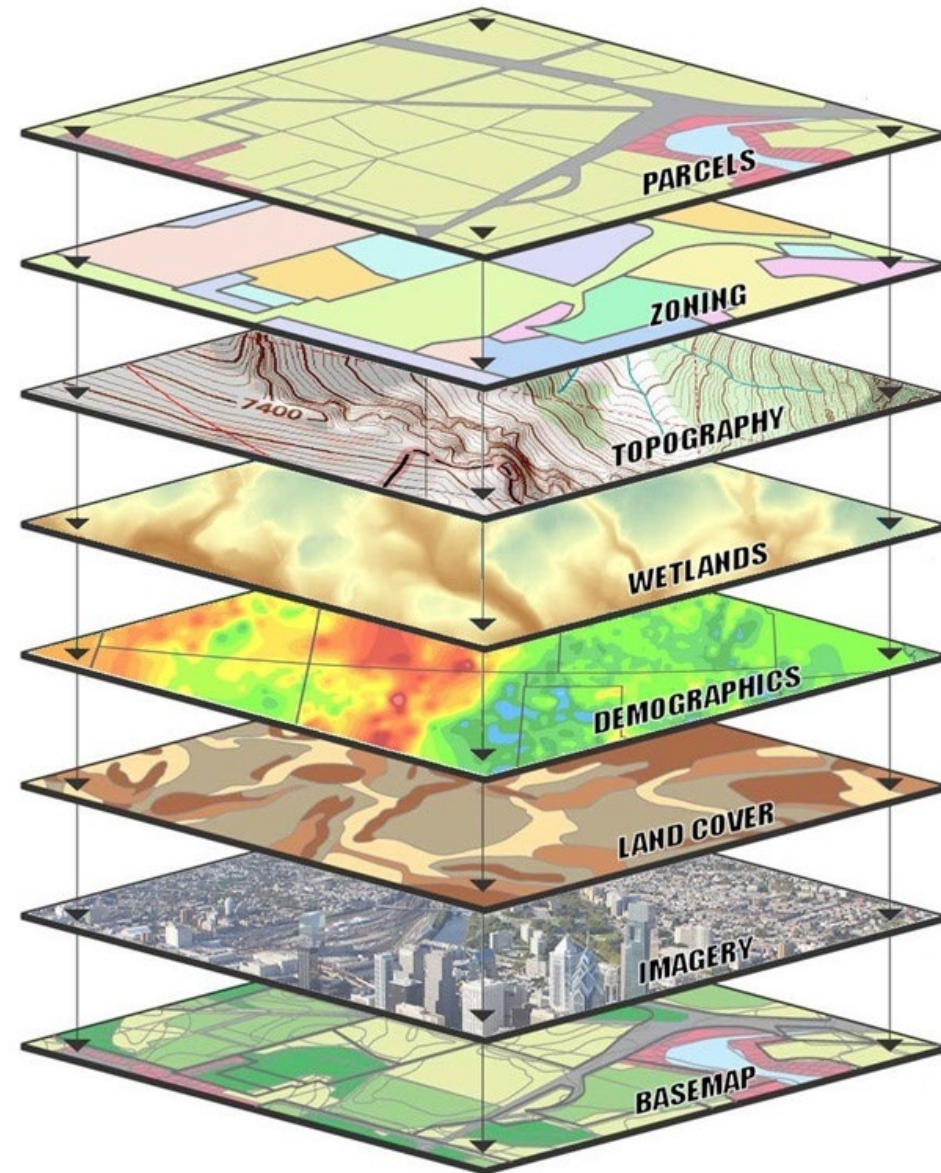 PARCELS
ZONING
7400
TOPOGRAPHY
WETLANDS
DEMOGRAPHICS
LAND COVER
IMAGERY
BASEMAP